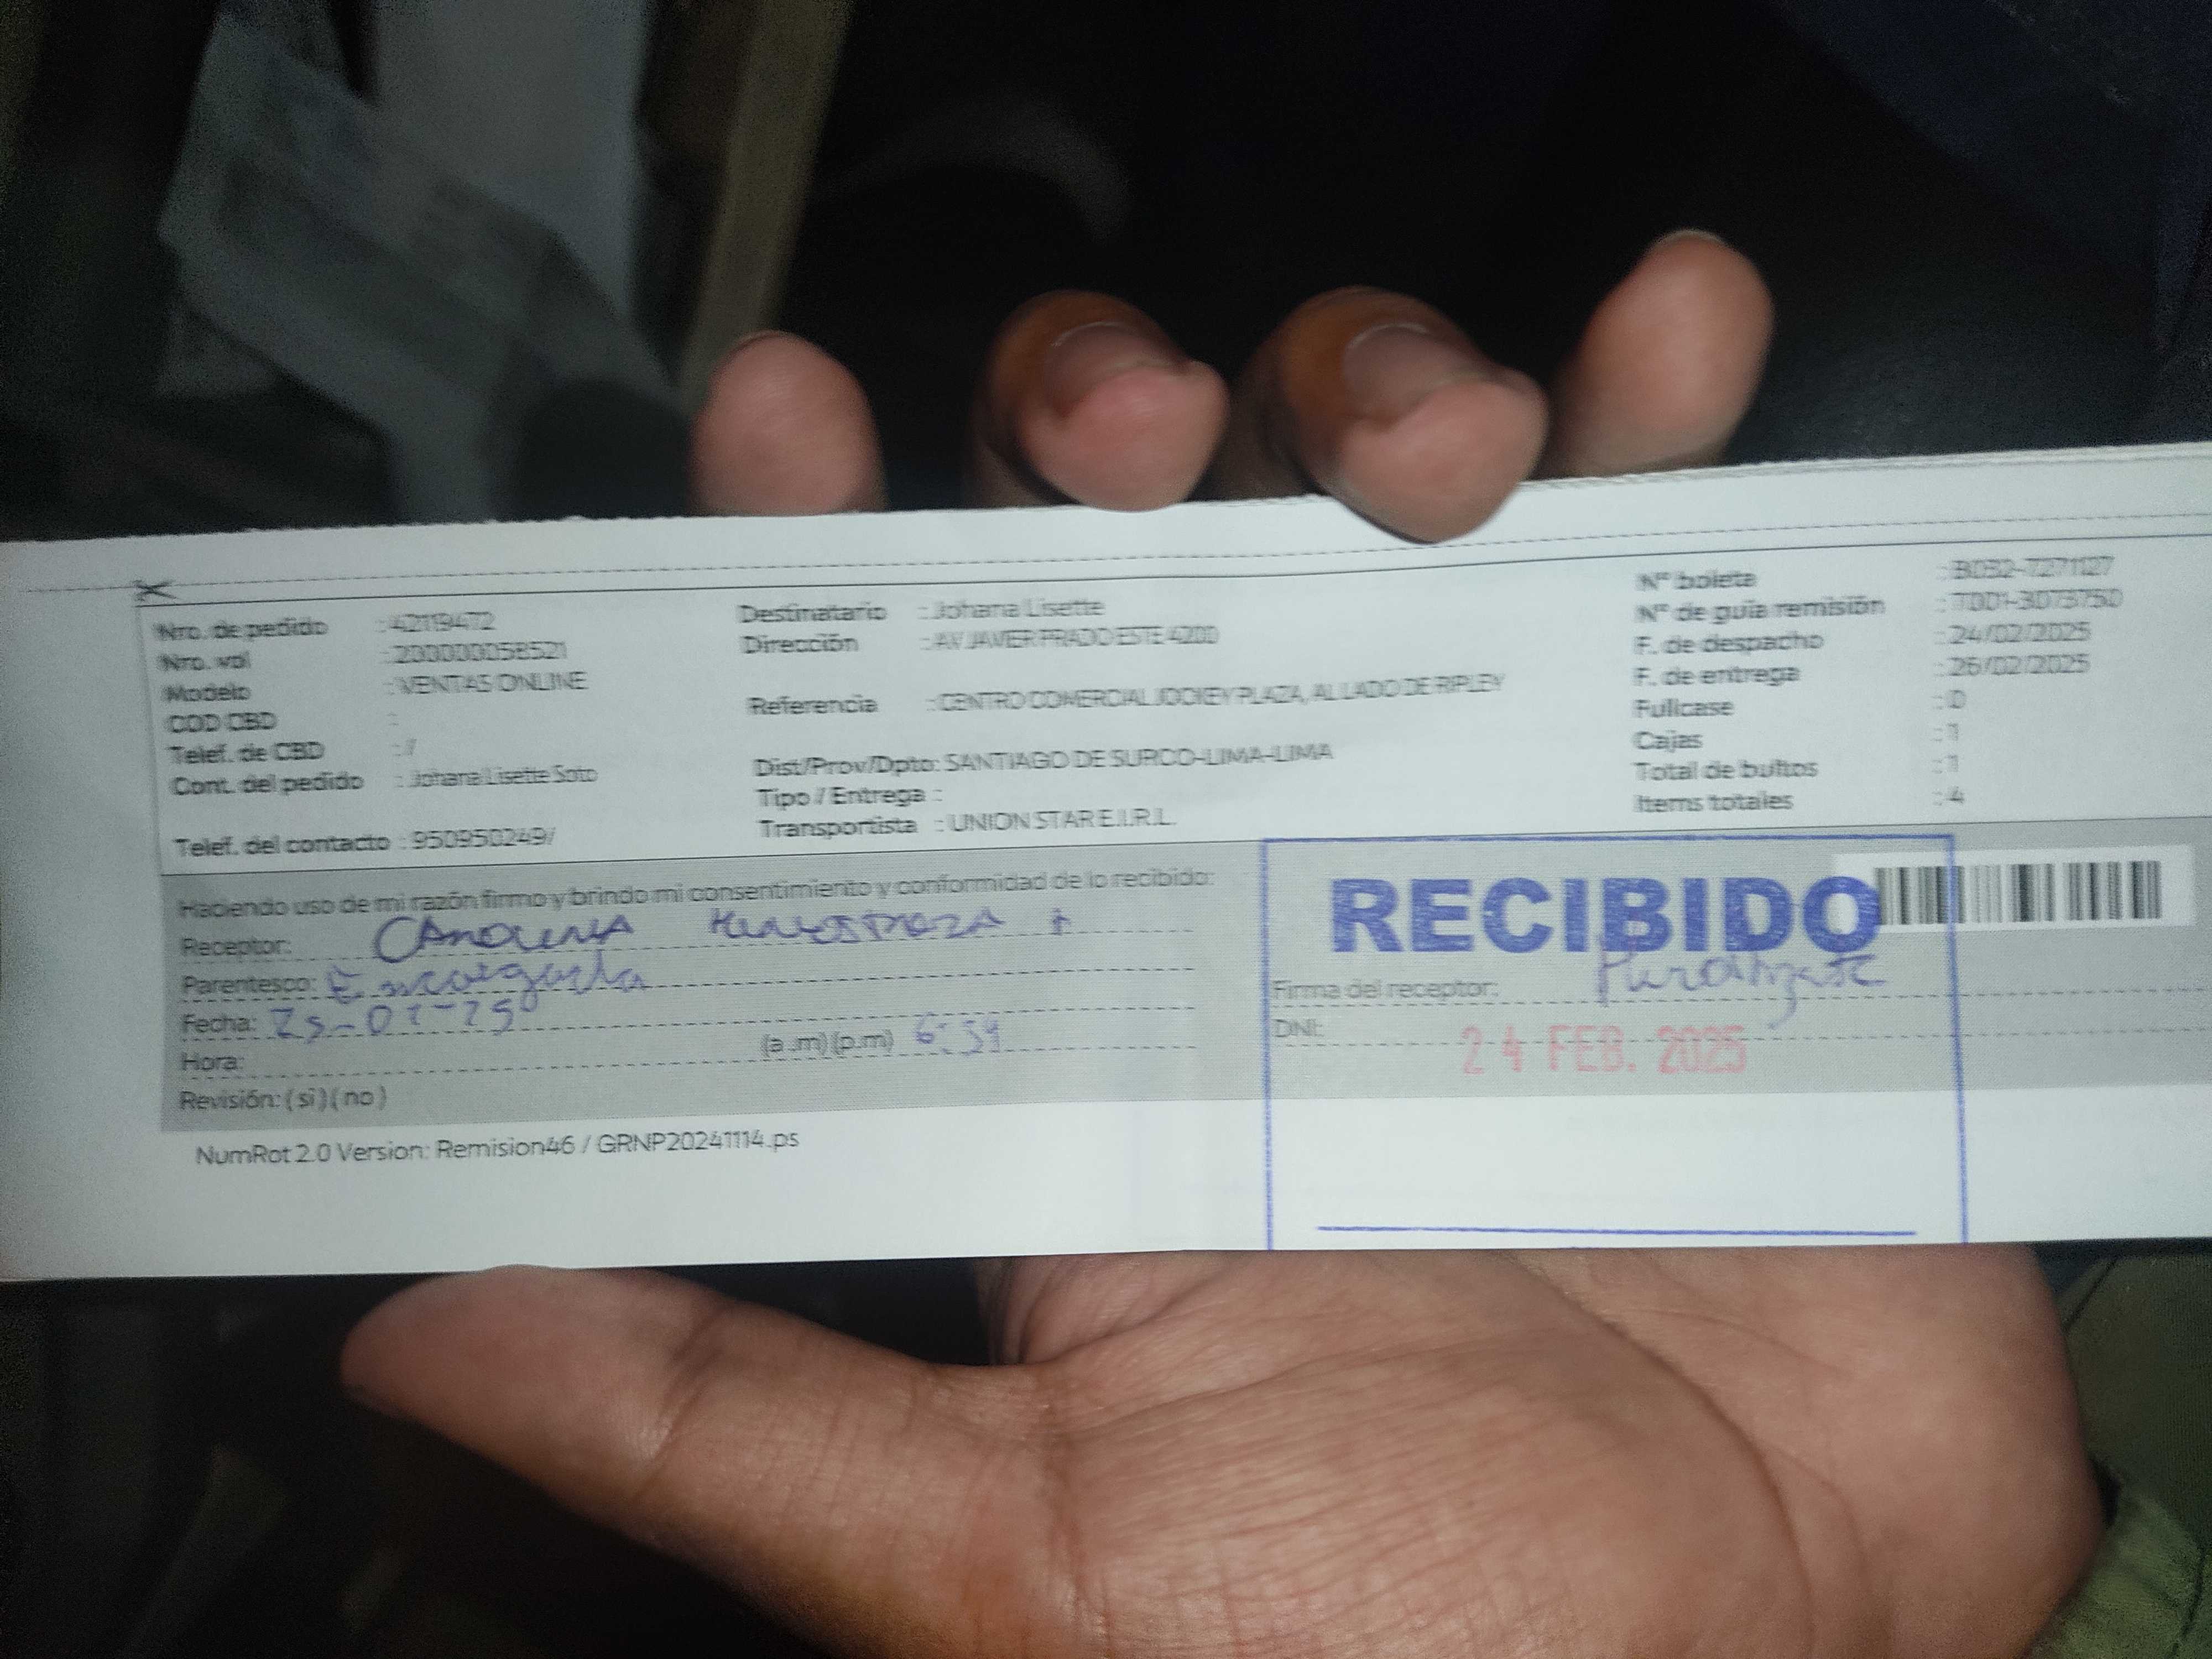 Nro. de pedido : 42119472
Nro. vol : 200000058521
Modelo : VENTAS ONLINE
COD CBD :
Telef. de CBD : /
Cont. del pedido : Johana Lisette Soto
Telef. del contacto : 950950249/
Destinatario : Johana Lisette
Dirección : AV JAVIER PRADO ESTE 4200
Referencia : CENTRO COMERCIAL JOCKEY PLAZA, AL LADO DE RIPLEY
Dist/Prov/Dpto: SANTIAGO DE SURCO-LIMA-LIMA
Tipo / Entrega :
Transportista : UNION STAR E.I.R.L.
N° boleta : B032-7271127
N° de guia remisión : T001-3073750
F. de despacho : 24/02/2025
F. de entrega : 26/02/2025
Fullcase : 0
Cajas : 1
Total de bultos : 1
Items totales : 4
Haciendo uso de mi razón firmo y brindo mi consentimiento y conformidad de lo recibido:
Receptor: CAROLINA
Parentesco: Encargada
Fecha:
Hora: (a .m) (p.m) 6:59
Revisión: ( si ) ( no )
RECIBIDO
Firma del receptor:
DNI:
24 FEB. 2025
NumRot 2.0 Version: Remision46 / GRNP20241114.ps